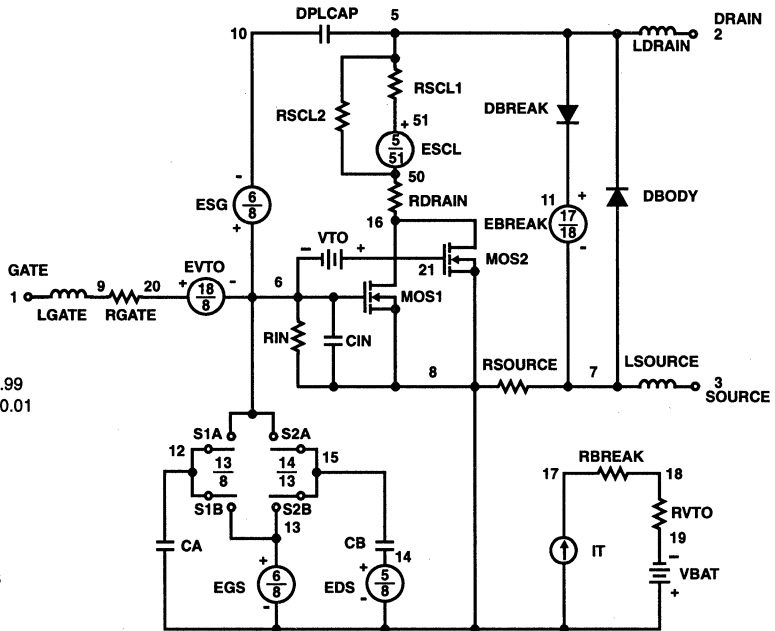 DPLCAP
5
DRAIN
2
10
LDRAIN
RSCL1
RSCL2
DBREAK
+ 51
5
51
ESCL
50
RDRAIN
-
ESG
6
8
+
16
11
+
EBREAK
17
18
-
DBODY
VTO
- +
MOS2
21
GATE
1
9
20
EVTO
+ -
18
8
6
LGATE
RGATE
MOS1
RIN
CIN
8
RSOURCE
7
LSOURCE
3
SOURCE
.99
0.01
S1A
S2A
12
13
8
14
13
15
S1B
S2B
13
RBREAK
17
18
RVTO
19
CA
CB
14
IT
-
VBAT
+
+
EGS
6
8
-
+
EDS
5
8
-